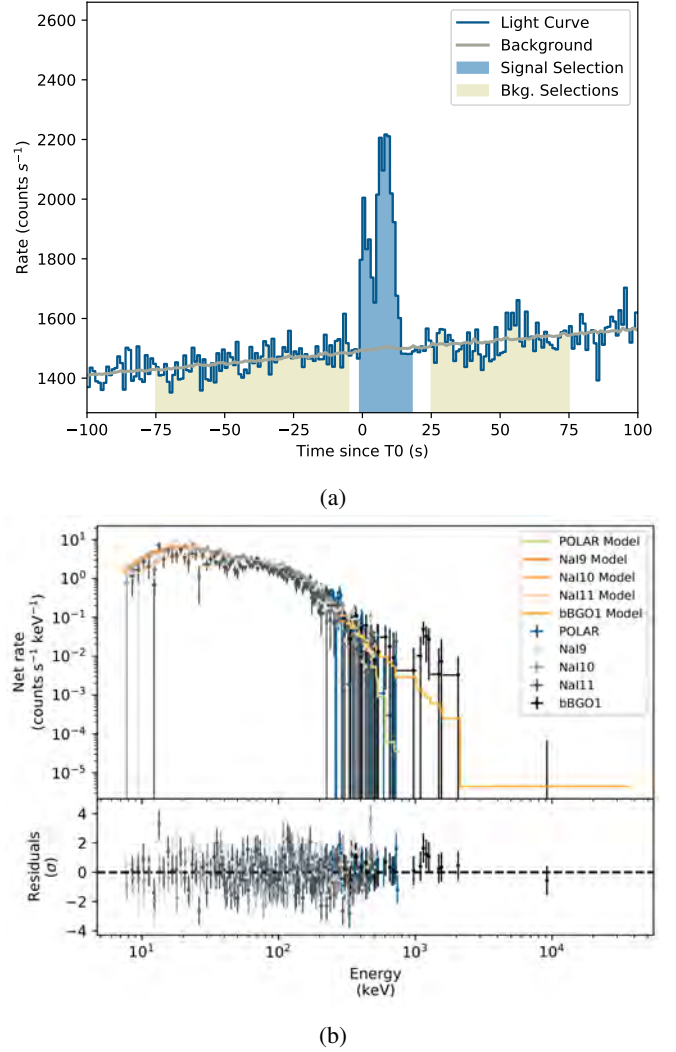 2600
2400
2200
2000
1800
1600
1400
Rate (counts s⁻¹)
Light Curve
Background
Signal Selection
Bkg. Selections
−100 −75 −50 −25 0 25 50 75 100
Time since T0 (s)
(a)
10¹
10⁰
10⁻¹
10⁻²
10⁻³
10⁻⁴
10⁻⁵
Net rate
(counts s⁻¹ keV⁻¹)
POLAR Model
NaI9 Model
NaI10 Model
NaI11 Model
bBGO1 Model
POLAR
NaI9
NaI10
NaI11
bBGO1
4
2
0
−2
−4
Residuals
(σ)
10¹ 10² 10³ 10⁴
Energy
(keV)
(b)